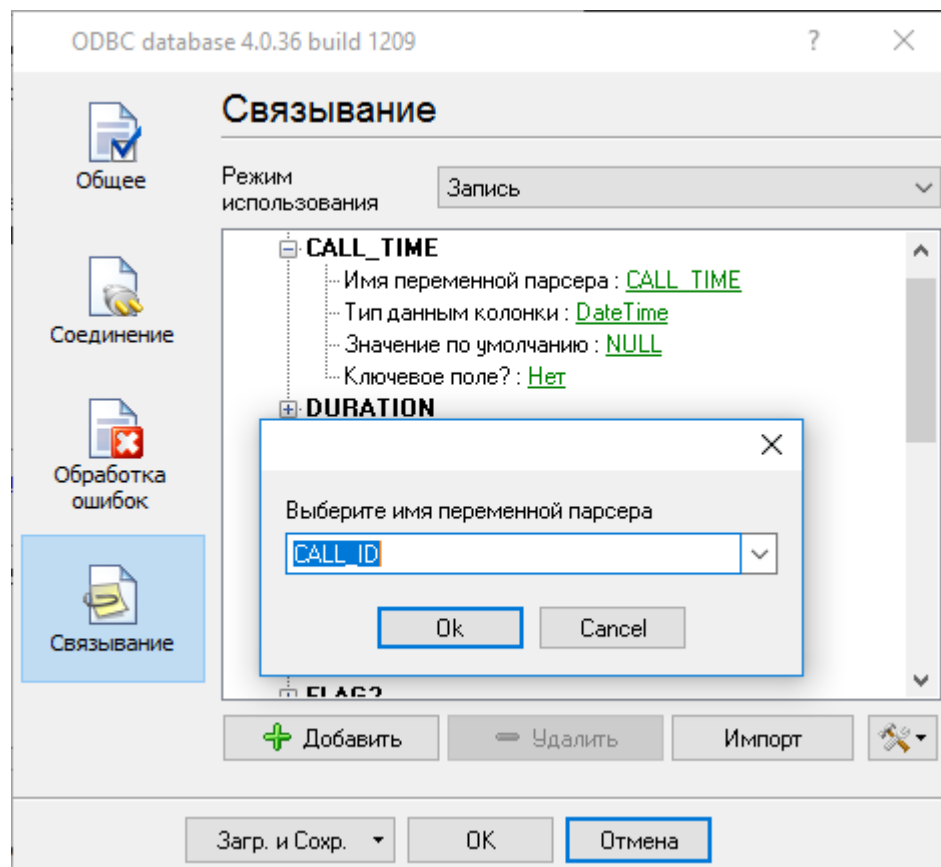 ODBC database 4.0.36 build 1209
?
Общее
Соединение
Обработка
ошибок
Связывание
Связывание
Режим
использования
Запись
CALL_TIME
Имя переменной парсера : CALL_TIME
Тип данным колонки : DateTime
Значение по умолчанию : NULL
Ключевое поле? : Нет
DURATION
Выберите имя переменной парсера
CALL_ID
Ok
Cancel
FLAG2
Добавить
Удалить
Импорт
Загр. и Сохр.
OK
Отмена